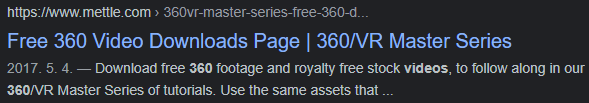 https://www.mettle.com › 360vr-master-series-free-360-d...
Free 360 Video Downloads Page | 360/VR Master Series
2017. 5. 4. — Download free 360 footage and royalty free stock videos, to follow along in our
360/VR Master Series of tutorials. Use the same assets that ...